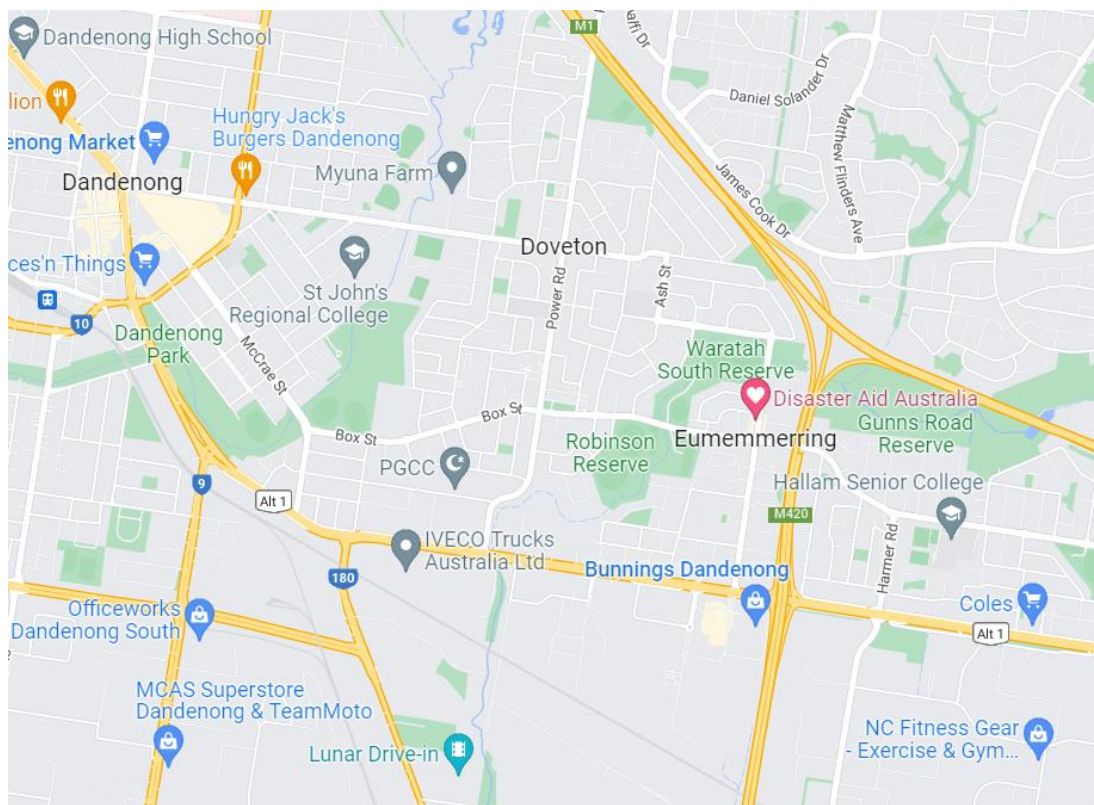 M1
Dandenong High School
Daniel Solander Dr
Matthew Flinders Ave
lion
Hungry Jack's
Burgers Dandenong
enong Market
Myuna Farm
James Cook Dr
Dandenong
Doveton
ces'n Things
St John's
Regional College
Power Rd
Ash St
10
Dandenong
Park
McCrae St
Waratah
South Reserve
Disaster Aid Australia
Box St
Gunns Road
Reserve
Box St
Robinson
Reserve
Eumemmerring
PGCC
9
Hallam Senior College
Alt 1
M420
IVECO Trucks
Australia Ltd
Harmer Rd
180
Bunnings Dandenong
Officeworks
Dandenong South
Coles
Alt 1
MCAS Superstore
Dandenong & TeamMoto
NC Fitness Gear
- Exercise & Gym...
Lunar Drive-in